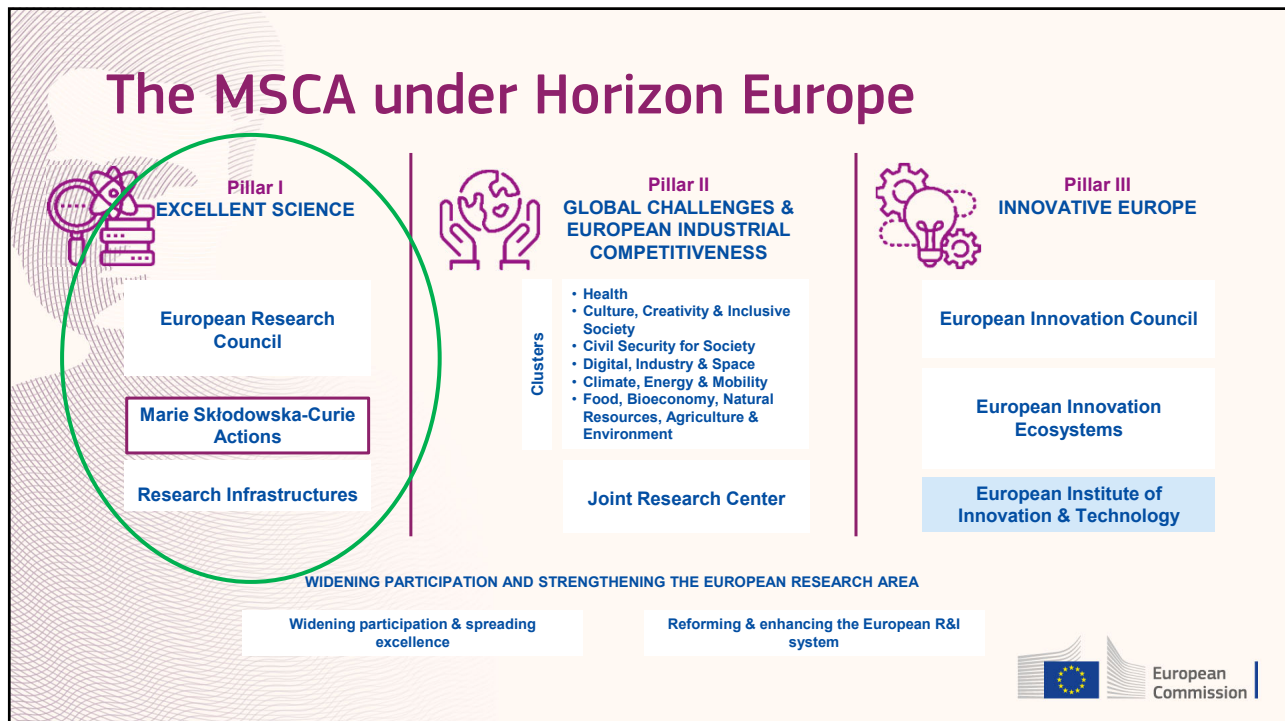 The MSCA under Horizon Europe
Pillar I
EXCELLENT SCIENCE
European Research
Council
Marie Skłodowska-Curie
Actions
Research Infrastructures
Pillar II
GLOBAL CHALLENGES &
EUROPEAN INDUSTRIAL
COMPETITIVENESS
Clusters
• Health
• Culture, Creativity & Inclusive
Society
• Civil Security for Society
• Digital, Industry & Space
• Climate, Energy & Mobility
• Food, Bioeconomy, Natural
Resources, Agriculture &
Environment
Joint Research Center
Pillar III
INNOVATIVE EUROPE
European Innovation Council
European Innovation
Ecosystems
European Institute of
Innovation & Technology
WIDENING PARTICIPATION AND STRENGTHENING THE EUROPEAN RESEARCH AREA
Widening participation & spreading
excellence
Reforming & enhancing the European R&I
system
European
Commission